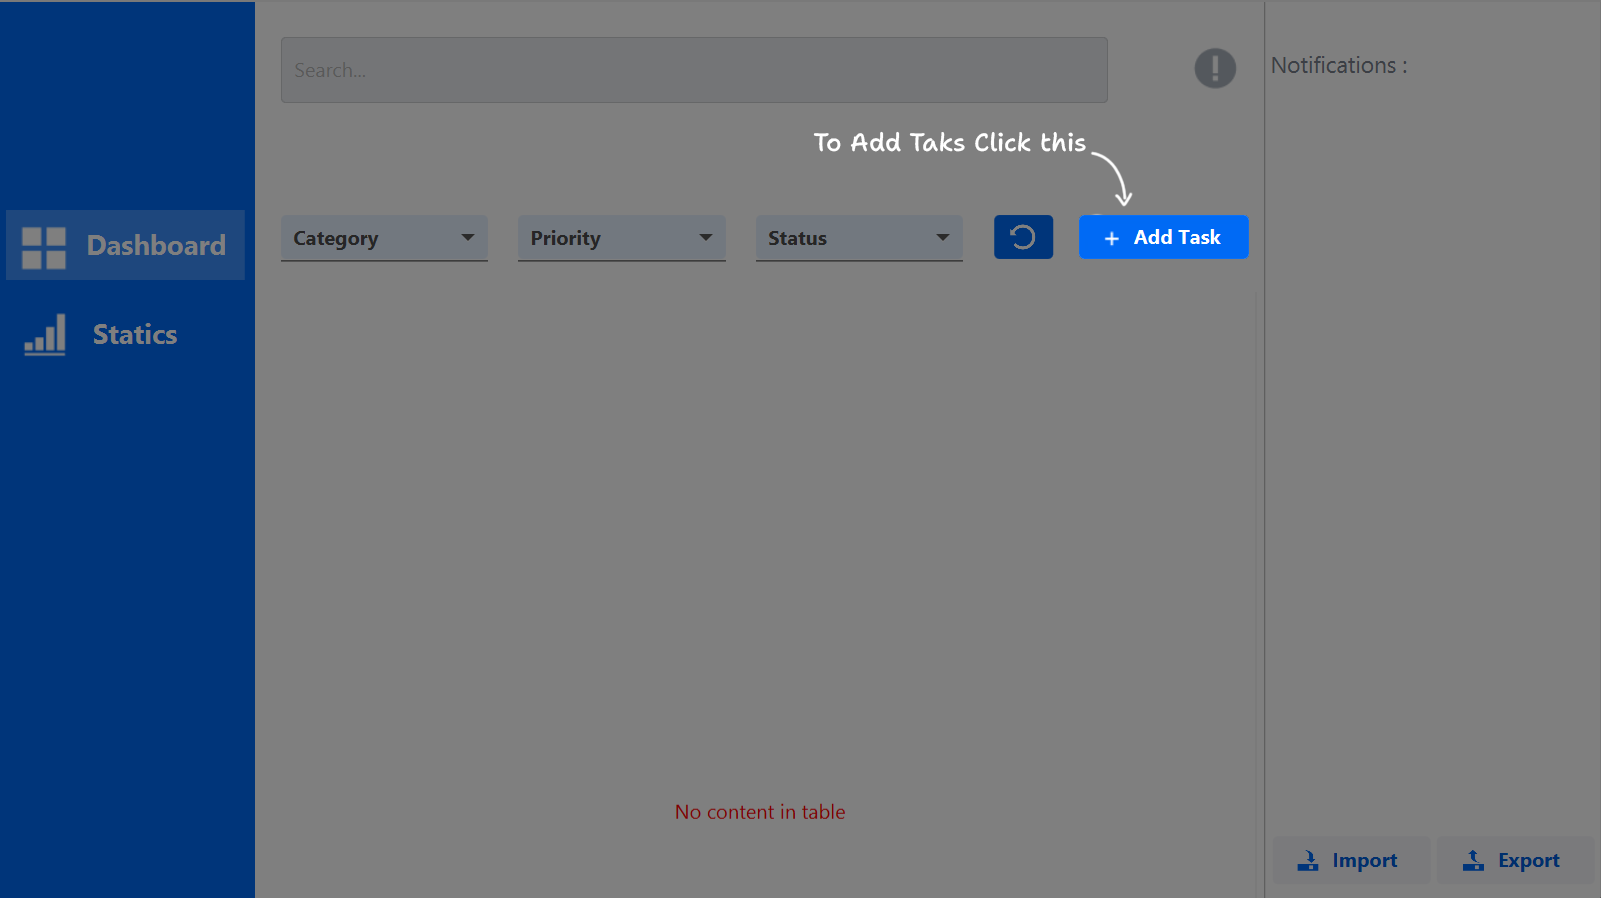 Search...
Notifications :
To Add Taks Click this
Category
Priority
Status
+ Add Task
Dashboard
Statics
No content in table
Import
Export